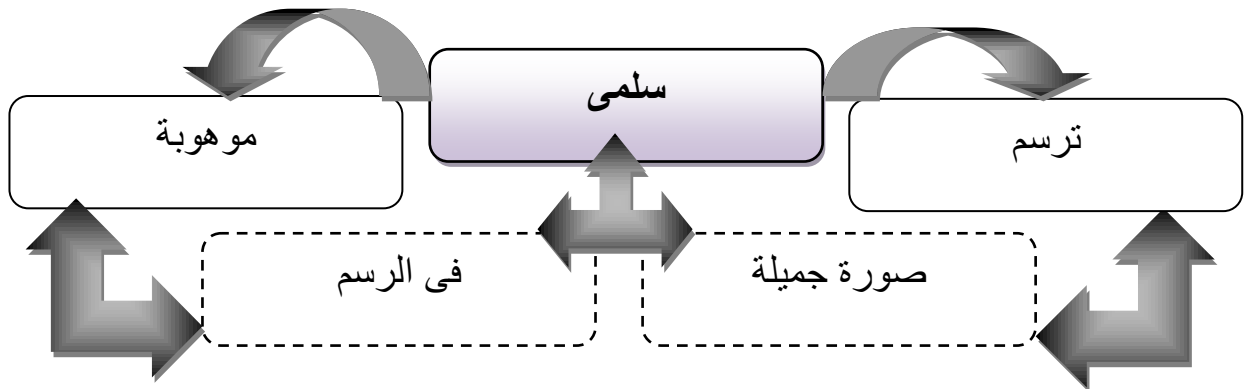 سلمى
ترسم
موهوبة
صورة جميلة
فى الرسم